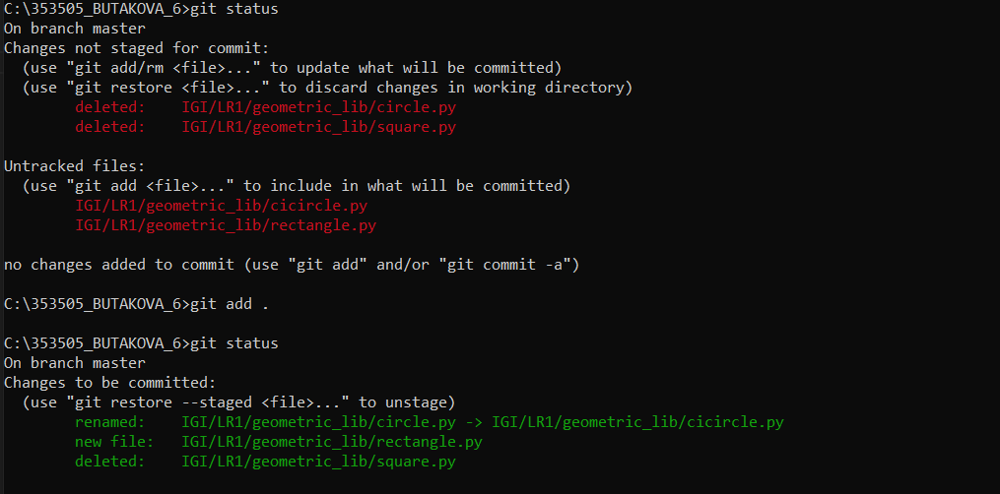 C:\353505_BUTAKOVA_6>git status
On branch master
Changes not staged for commit:
  (use "git add/rm <file>..." to update what will be committed)
  (use "git restore <file>..." to discard changes in working directory)
        deleted:    IGI/LR1/geometric_lib/circle.py
        deleted:    IGI/LR1/geometric_lib/square.py

Untracked files:
  (use "git add <file>..." to include in what will be committed)
        IGI/LR1/geometric_lib/cicircle.py
        IGI/LR1/geometric_lib/rectangle.py

no changes added to commit (use "git add" and/or "git commit -a")

C:\353505_BUTAKOVA_6>git add .

C:\353505_BUTAKOVA_6>git status
On branch master
Changes to be committed:
  (use "git restore --staged <file>..." to unstage)
        renamed:    IGI/LR1/geometric_lib/circle.py -> IGI/LR1/geometric_lib/cicircle.py
        new file:   IGI/LR1/geometric_lib/rectangle.py
        deleted:    IGI/LR1/geometric_lib/square.py